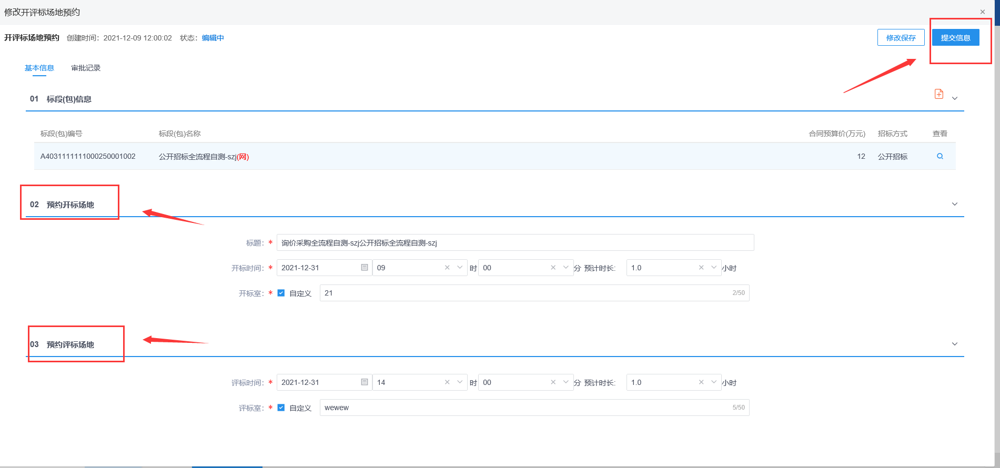 修改开评标场地预约
开评标场地预约 创建时间：2021-12-09 12:00:02 状态：编辑中 修改保存 提交信息
基本信息 审批记录
01 标段(包)信息
标段(包)编号 标段(包)名称 合同预算价(万元) 招标方式 查看
A4031111111000250001002 公开招标全流程自测-szj(网) 12 公开招标
02 预约开标场地
标题：* 询价采购全流程自测-szj公开招标全流程自测-szj
开标时间：* 2021-12-31 09 时 00 分 预计时长: 1.0 小时
开标室：* 自定义 21 2/50
03 预约评标场地
评标时间：* 2021-12-31 14 时 00 分 预计时长: 1.0 小时
评标室：* 自定义 wewew 5/50